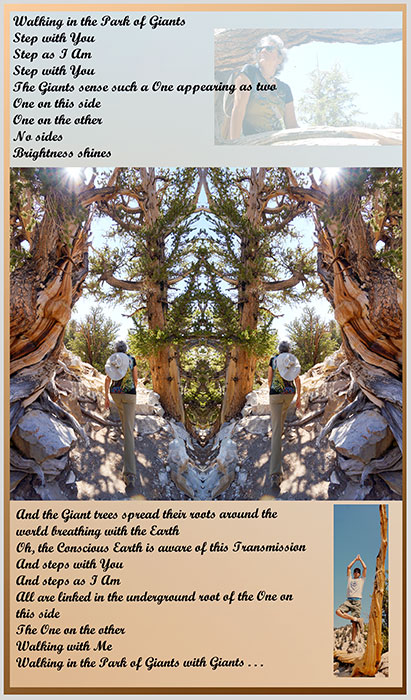 Walking in the Park of Giants
Step with You
Step as I Am
Step with You
The Giants sense such a One appearing as two
One on this side
One on the other
No sides
Brightness shines
And the Giant trees spread their roots around the
world breathing with the Earth
Oh, the Conscious Earth is aware of this Transmission
And steps with You
And steps as I Am
All are linked in the underground root of the One on
this side
The One on the other
Walking with Me
Walking in the Park of Giants with Giants . . .